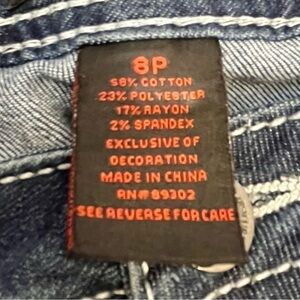 8P
58% COTTON
23% POLYESTER
17% RAYON
2% SPANDEX
EXCLUSIVE OF
DECORATION
MADE IN CHINA
RN# 89302
SEE REVERSE FOR CARE